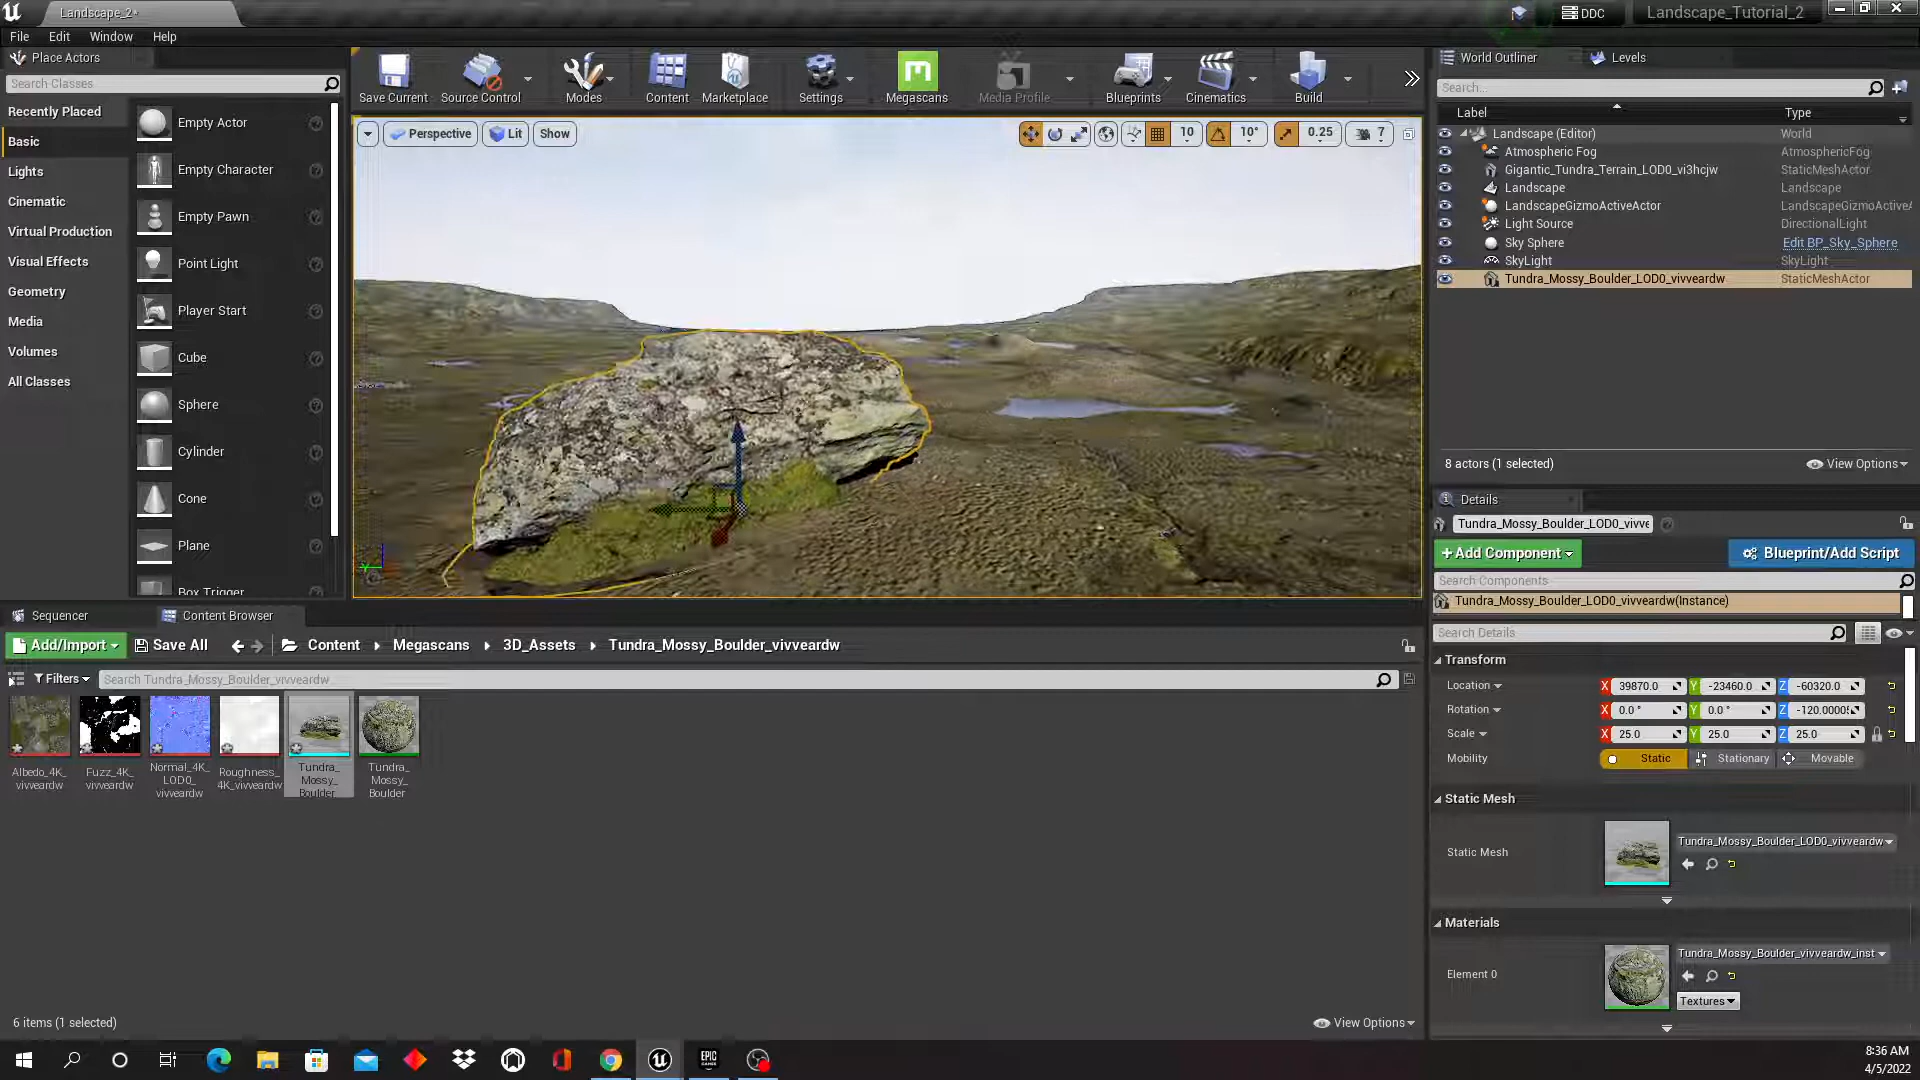 Landscape_2*
DDC
Landscape_Tutorial_2
File Edit Window Help
Place Actors
Search Classes
Recently Placed
Basic
Lights
Cinematic
Virtual Production
Visual Effects
Geometry
Media
Volumes
All Classes
Empty Actor
Empty Character
Empty Pawn
Point Light
Player Start
Cube
Sphere
Cylinder
Cone
Plane
Box Trigger
Save Current
Source Control
Modes
Content
Marketplace
Settings
Megascans
Media Profile
Blueprints
Cinematics
Build
Perspective
Lit
Show
10
10°
0.25
7
World Outliner
Levels
Search...
Label
Type
Landscape (Editor) World
Atmospheric Fog AtmosphericFog
Gigantic_Tundra_Terrain_LOD0_vi3hcjw StaticMeshActor
Landscape Landscape
LandscapeGizmoActiveActor LandscapeGizmoActiveA
Light Source DirectionalLight
Sky Sphere Edit BP_Sky_Sphere
SkyLight SkyLight
Tundra_Mossy_Boulder_LOD0_vivveardw StaticMeshActor
8 actors (1 selected)
View Options
Details
Tundra_Mossy_Boulder_LOD0_vivve
+Add Component
Blueprint/Add Script
Search Components
Tundra_Mossy_Boulder_LOD0_vivveardw(Instance)
Search Details
Transform
Location X 39870.0 Y -23460.0 Z -60320.0
Rotation X 0.0 ° Y 0.0 ° Z -120.0000
Scale X 25.0 Y 25.0 Z 25.0
Mobility Static Stationary Movable
Static Mesh
Static Mesh
Tundra_Mossy_Boulder_LOD0_vivveardw
Materials
Element 0
Tundra_Mossy_Boulder_vivveardw_inst
Textures
Sequencer
Content Browser
Add/Import
Save All
Content
Megascans
3D_Assets
Tundra_Mossy_Boulder_vivveardw
Filters
Search Tundra_Mossy_Boulder_vivveardw
Albedo_4K_
vivveardw
Fuzz_4K_
vivveardw
Normal_4K_
LOD0_
vivveardw
Roughness_
4K_vivveardw
Tundra_
Mossy_
Boulder
Tundra_
Mossy_
Boulder
6 items (1 selected)
View Options
EPIC
GAMES
8:36 AM
4/5/2022